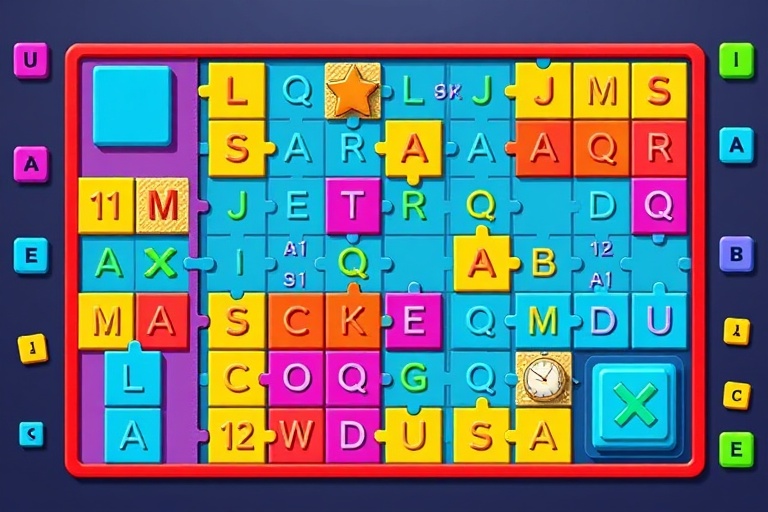 U L Q L SK J J M S I
S A R A A A Q R A
A 11 M J E T R Q D Q
E A X I A1 Q A B 12 B
S1 A1
M A S C K E Q M D U
L C O Q G Q X C
A 12 W D U S A E